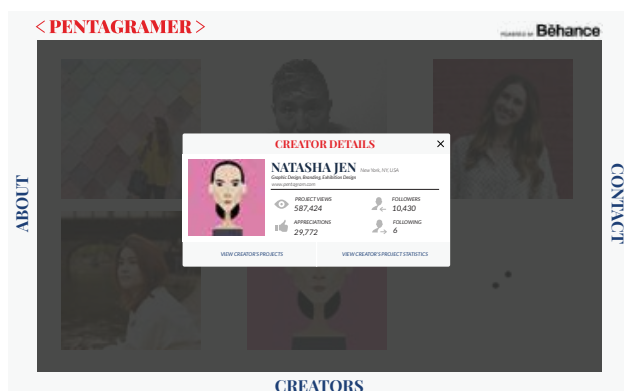 < PENTAGRAMER >
POWERED BY Bēhance
CREATOR DETAILS ×
NATASHA JEN New York, NY, USA
Graphic Design, Branding, Exhibition Design
www.pentagram.com
PROJECT VIEWS
587,424
FOLLOWERS
10,430
APPRECIATIONS
29,772
FOLLOWING
6
VIEW CREATOR'S PROJECTS
VIEW CREATOR'S PROJECT STATISTICS
ABOUT
CONTACT
CREATORS